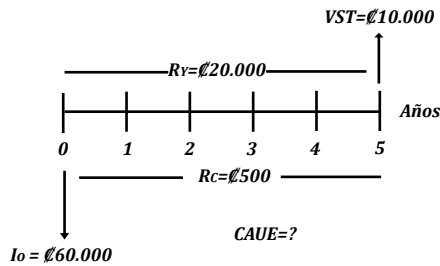 VST=₡10.000
RY=₡20.000
Años
0 1 2 3 4 5
RC=₡500
CAUE=?
Io = ₡60.000